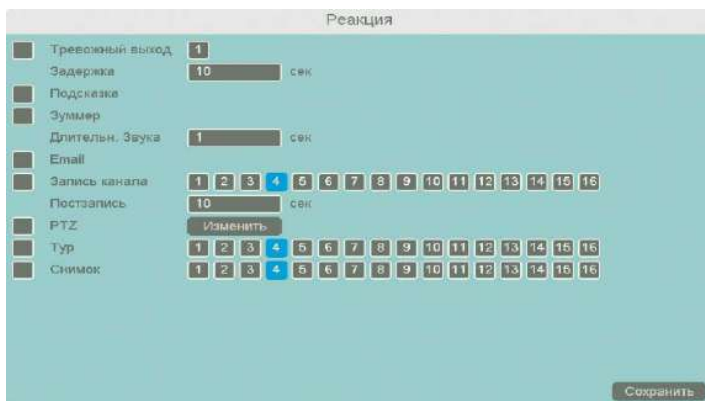 Реакция
Тревожный выход 1
Задержка 10 сек
Подсказка
Зуммер
Длительн. Звука 1 сек
Email
Запись канала 1 2 3 4 5 6 7 8 9 10 11 12 13 14 15 16
Постзапись 10 сек
PTZ Изменить
Тур 1 2 3 4 5 6 7 8 9 10 11 12 13 14 15 16
Снимок 1 2 3 4 5 6 7 8 9 10 11 12 13 14 15 16
Сохранить